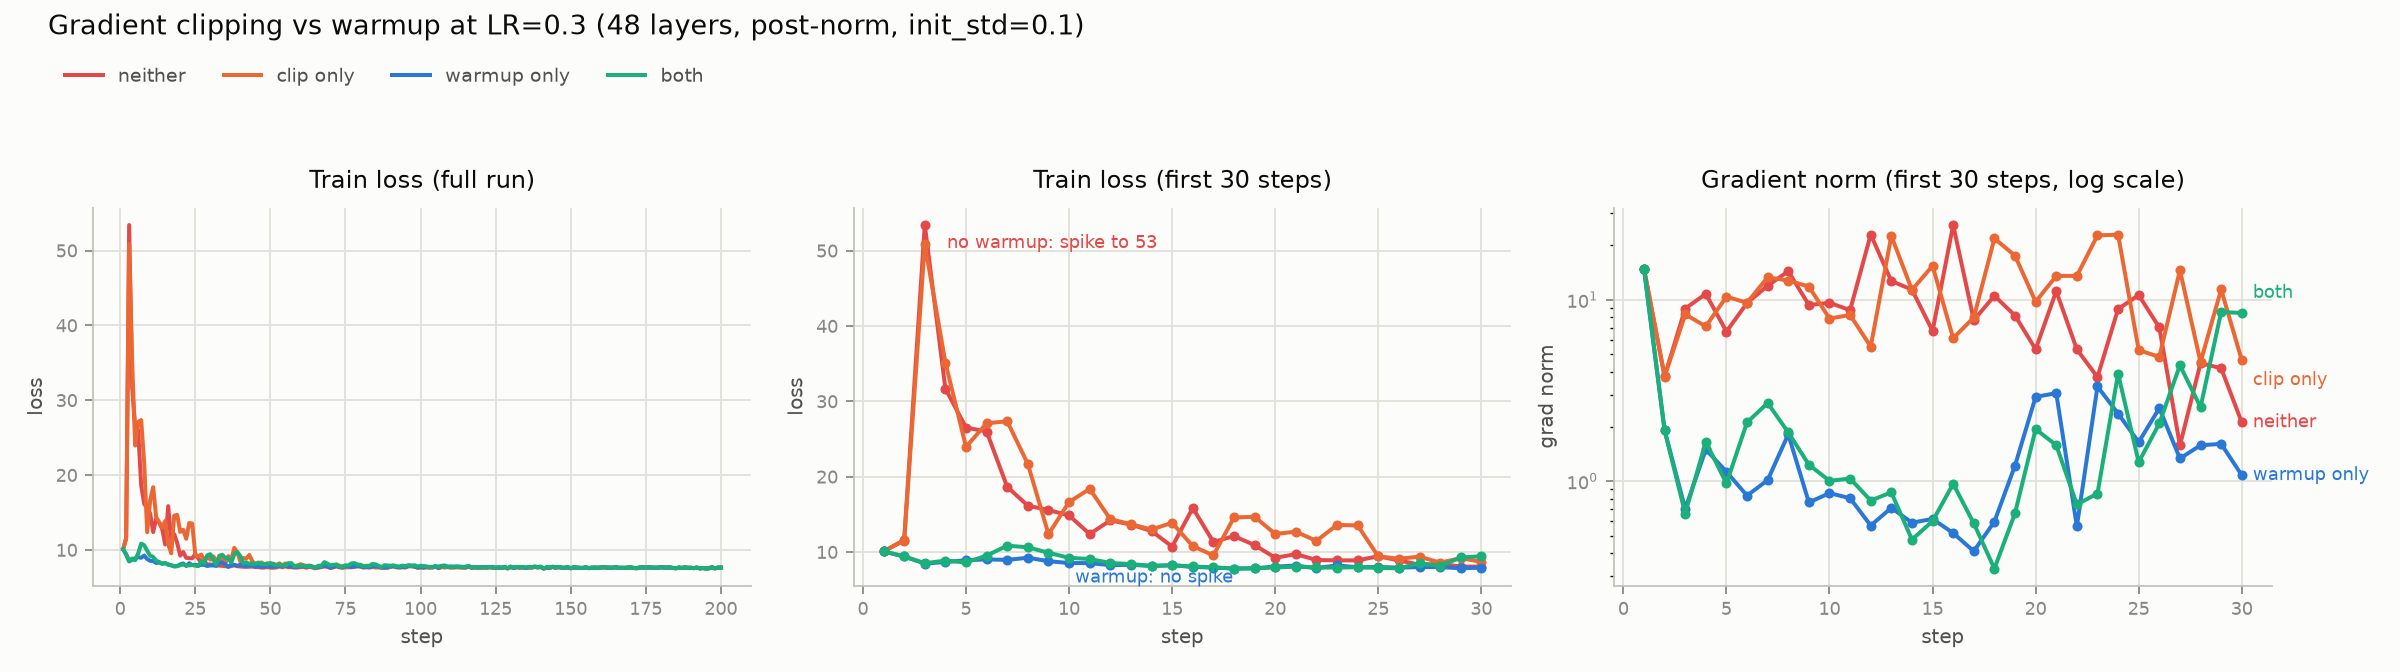 Gradient clipping vs warmup at LR=0.3 (48 layers, post-norm, init_std=0.1)
neither
clip only
warmup only
both
Train loss (full run)
50
40
30
20
10
loss
0
25
50
75
100
125
150
175
200
step
Train loss (first 30 steps)
50
40
30
20
10
loss
no warmup: spike to 53
warmup: no spike
0
5
10
15
20
25
30
step
Gradient norm (first 30 steps, log scale)
10¹
10⁰
grad norm
both
clip only
neither
warmup only
0
5
10
15
20
25
30
step